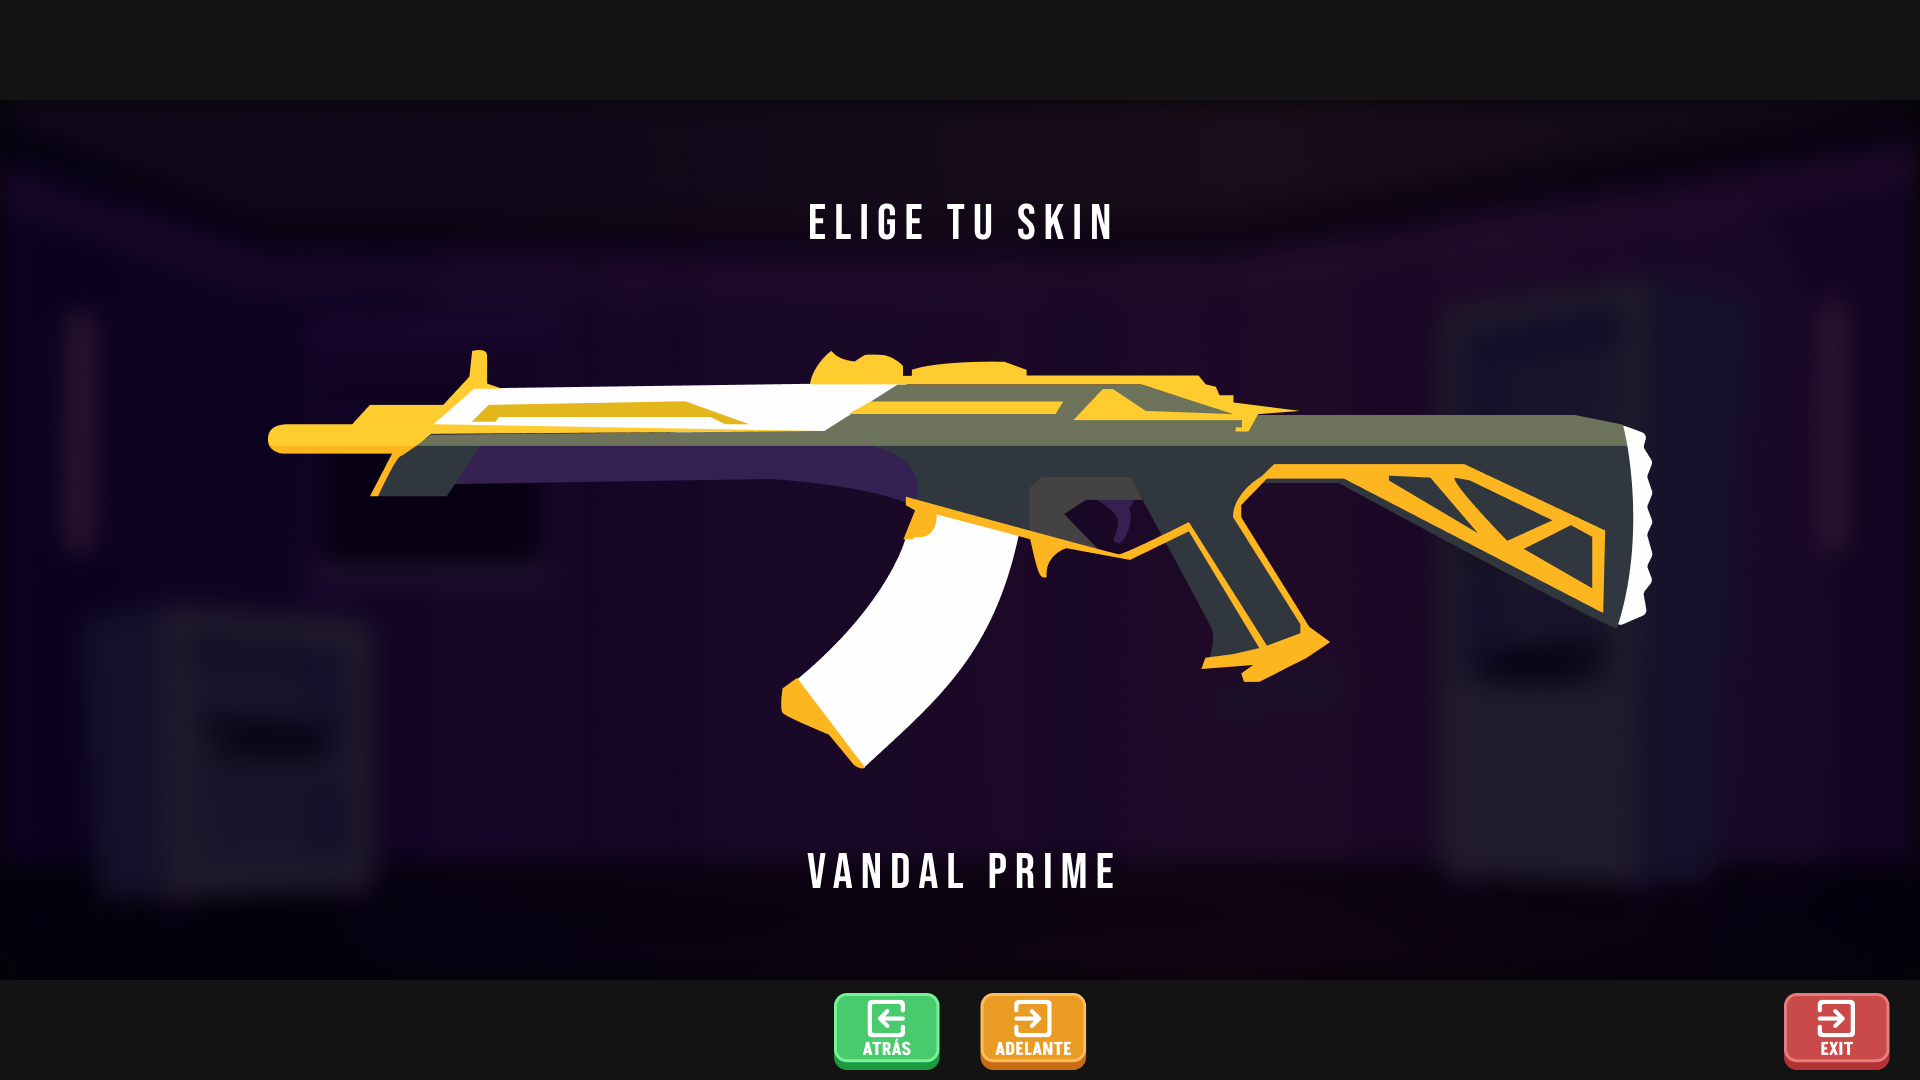 ELIGE TU SKIN
VANDAL PRIME
ATRÁS
ADELANTE
EXIT